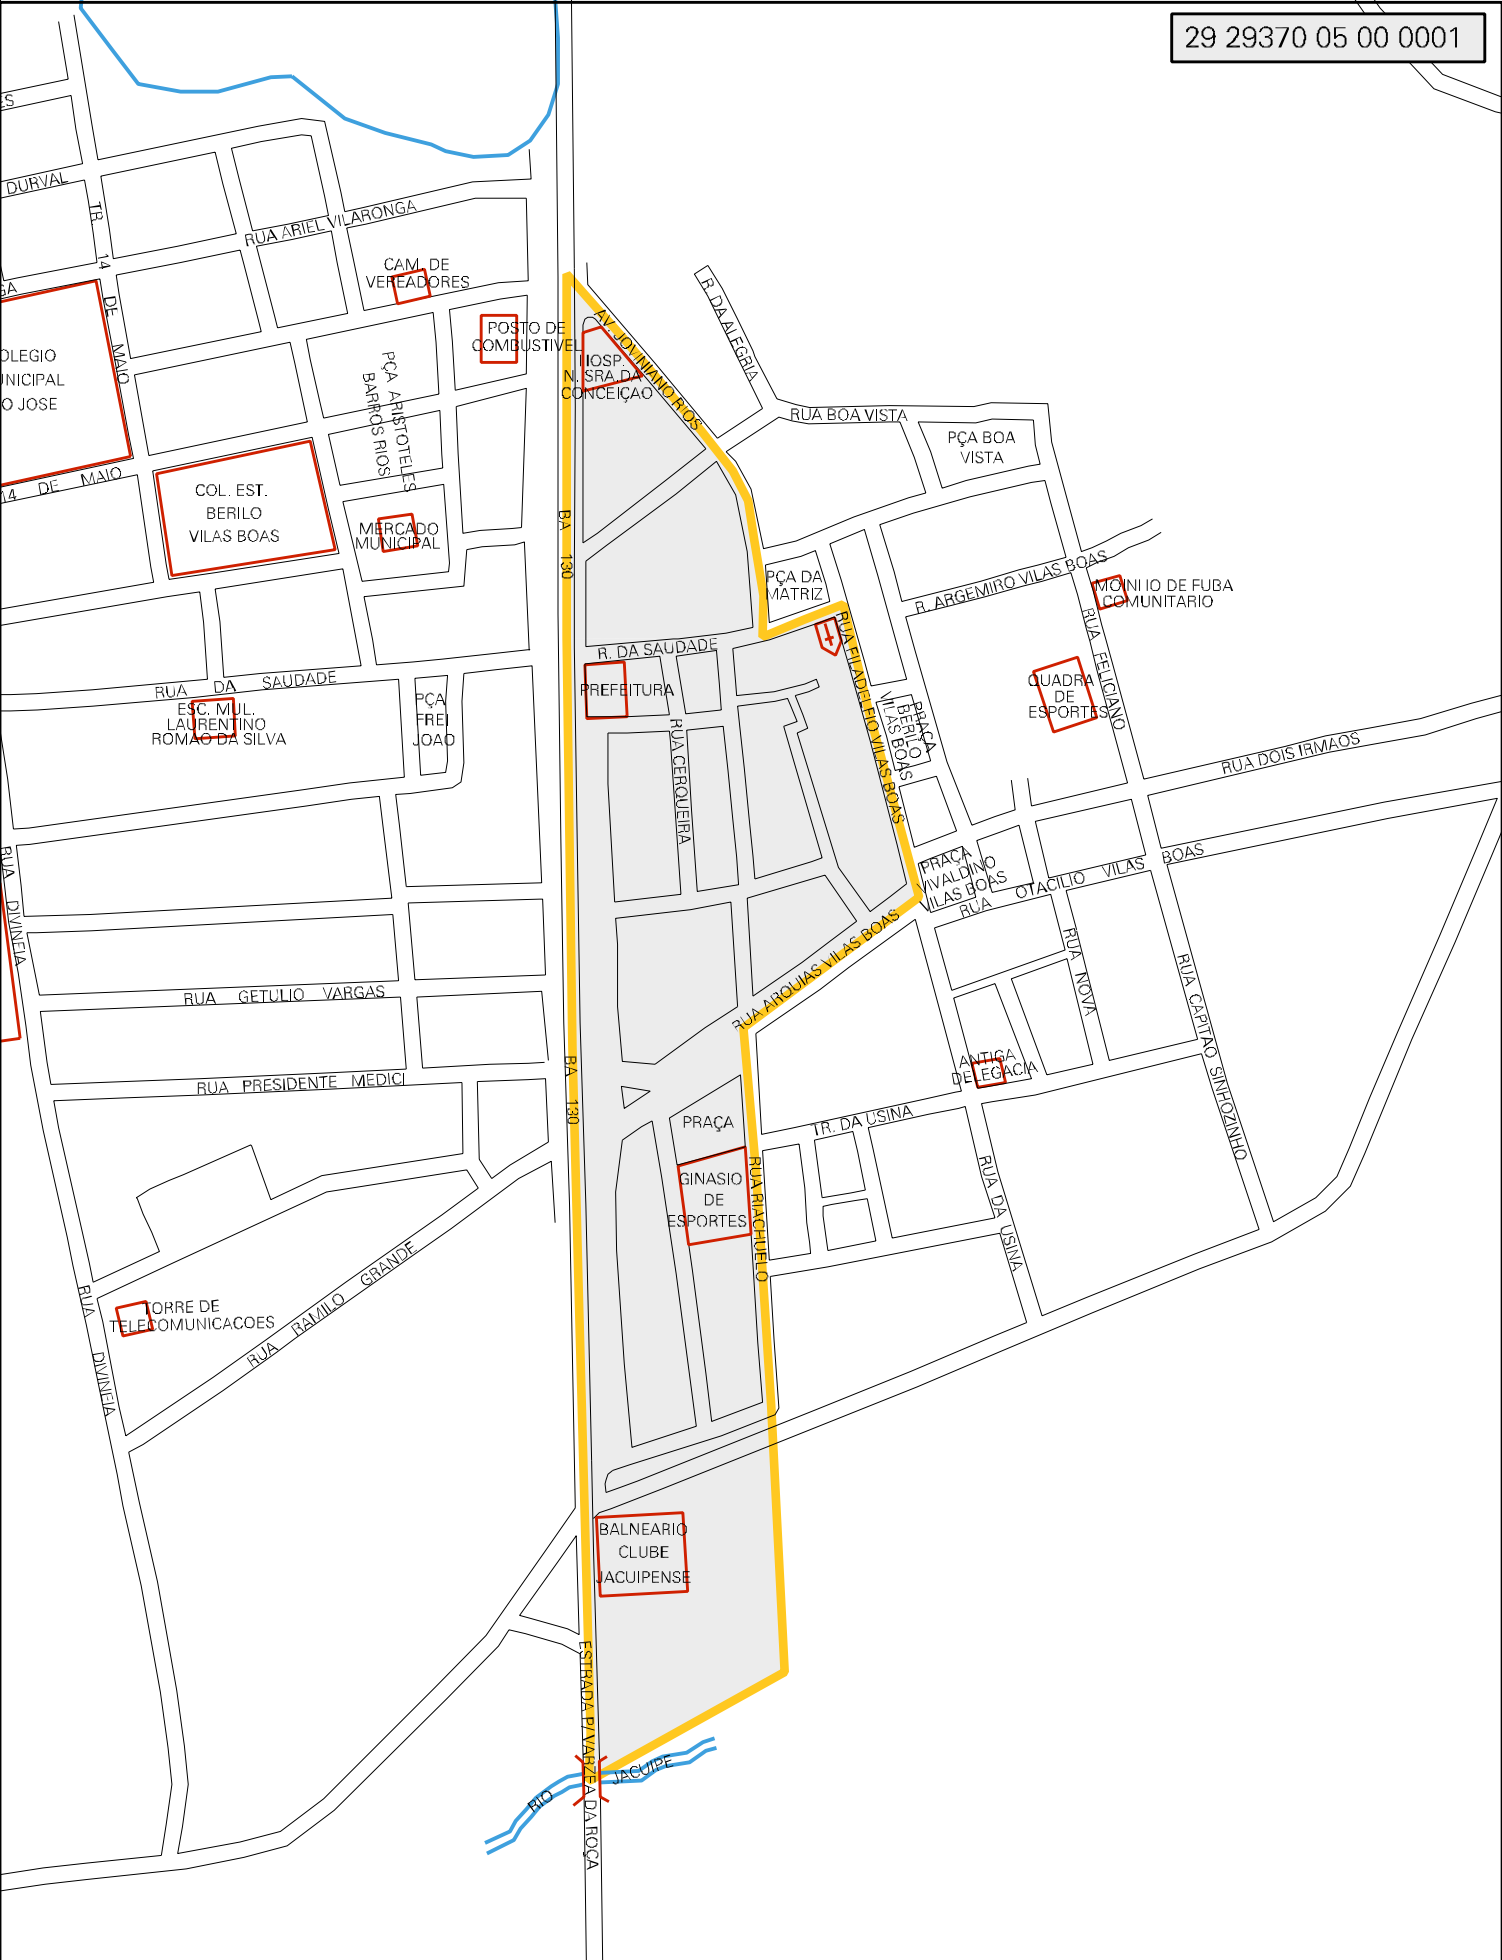 29 29370 05 00 0001
DURVAL
TR. 14 DE MAIO
RUA ARIEL VILARONGA
CAM. DE
VEREADORES
POSTO DE
COMBUSTIVEL
HOSP.
N. SRA.DA
CONCEIÇAO
AV. JOVINIANO RIOS
R. DA ALEGRIA
RUA BOA VISTA
PÇA BOA
VISTA
OLEGIO
UNICIPAL
O JOSE
PÇA ARISTOTELES
BARROS RIOS
14 DE MAIO
COL. EST.
BERILO
VILAS BOAS
MERCADO
MUNICIPAL
BA 130
PÇA DA
MATRIZ
R. ARGEMIRO VILAS BOAS
MOINHO DE FUBA
COMUNITARIO
RUA FELICIANO
R. DA SAUDADE
RUA FILADELFIO VILAS BOAS
PREFEITURA
QUADRA
DE
ESPORTES
RUA DA SAUDADE
ESC. MUL.
LAURENTINO
ROMAO DA SILVA
PÇA
FREI
JOAO
RUA CERQUEIRA
PRAÇA
BERILO
VILAS BOAS
RUA DOIS IRMAOS
RUA DIVINEIA
PRAÇA
VIVALDINO
VILAS BOAS
RUA OTACILIO VILAS BOAS
RUA ARQUIAS VILAS BOAS
RUA NOVA
RUA CAPITAO SINHOZINHO
RUA GETULIO VARGAS
BA 130
ANTIGA
DELEGACIA
RUA PRESIDENTE MEDICI
PRAÇA
TR. DA USINA
GINASIO
DE
ESPORTES
RUA RIACHUELO
RUA DA USINA
RUA RAMILO GRANDE
TORRE DE
TELECOMUNICACOES
RUA DIVINEIA
BALNEARIO
CLUBE
JACUIPENSE
ESTRADA P/VARZEA DA ROÇA
RIO JACUIPE